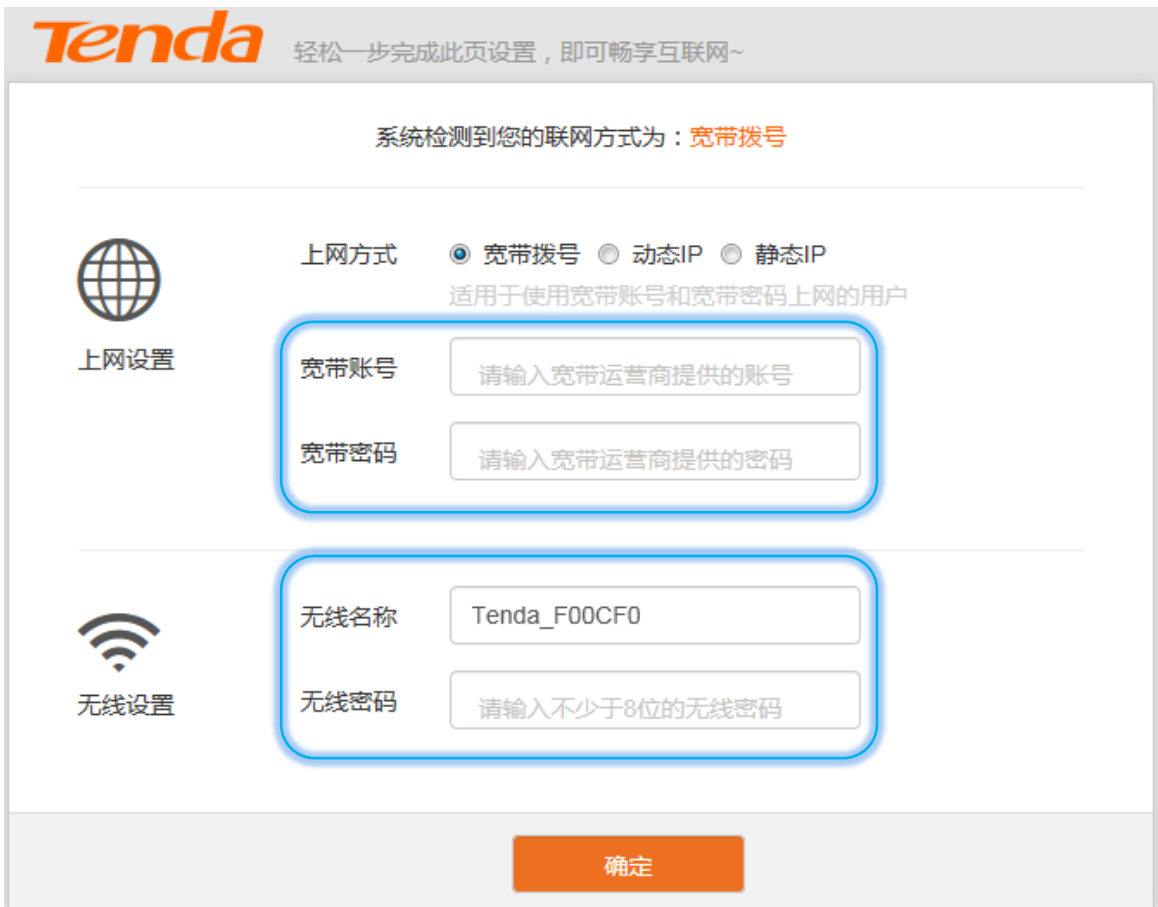 Tenda 轻松一步完成此页设置，即可畅享互联网~
系统检测到您的联网方式为：宽带拨号
上网方式 宽带拨号 动态IP 静态IP
适用于使用宽带账号和宽带密码上网的用户
上网设置
宽带账号 请输入宽带运营商提供的账号
宽带密码 请输入宽带运营商提供的密码
无线名称 Tenda_F00CF0
无线设置
无线密码 请输入不少于8位的无线密码
确定